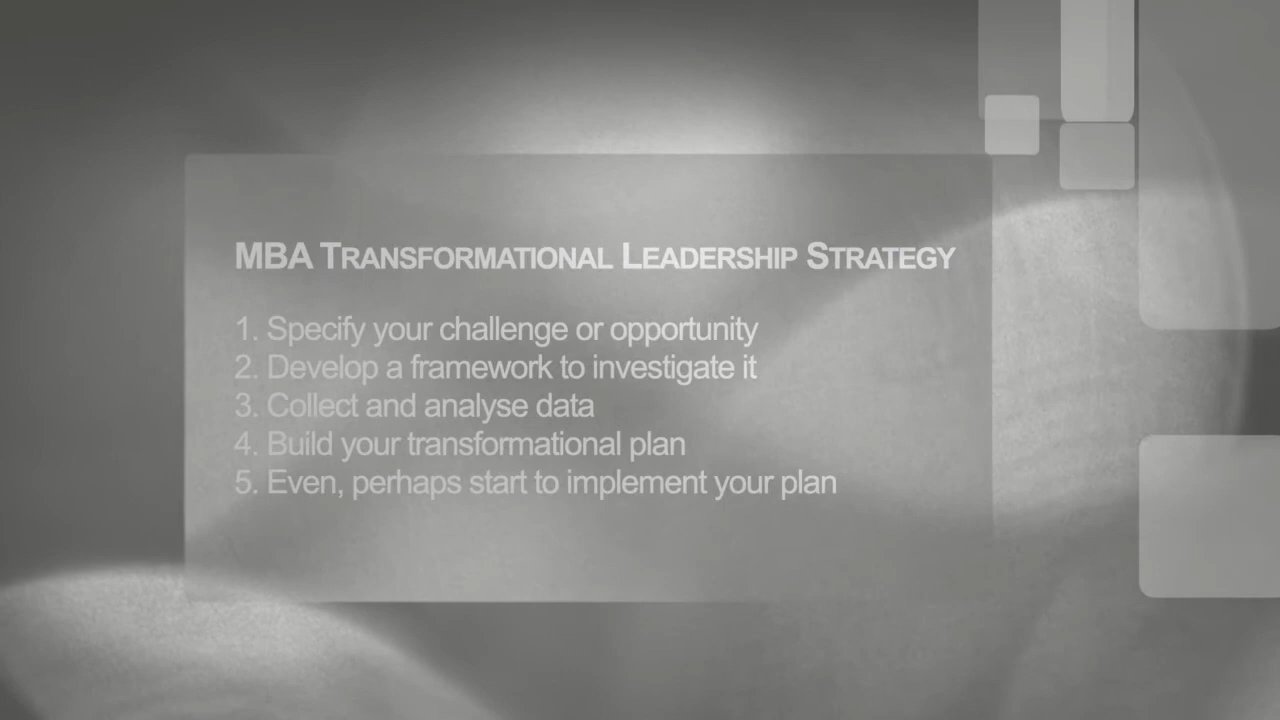 MBA Transformational Leadership Strategy
1. Specify your challenge or opportunity
2. Develop a framework to investigate it
3. Collect and analyse data
4. Build your transformational plan
5. Even, perhaps start to implement your plan